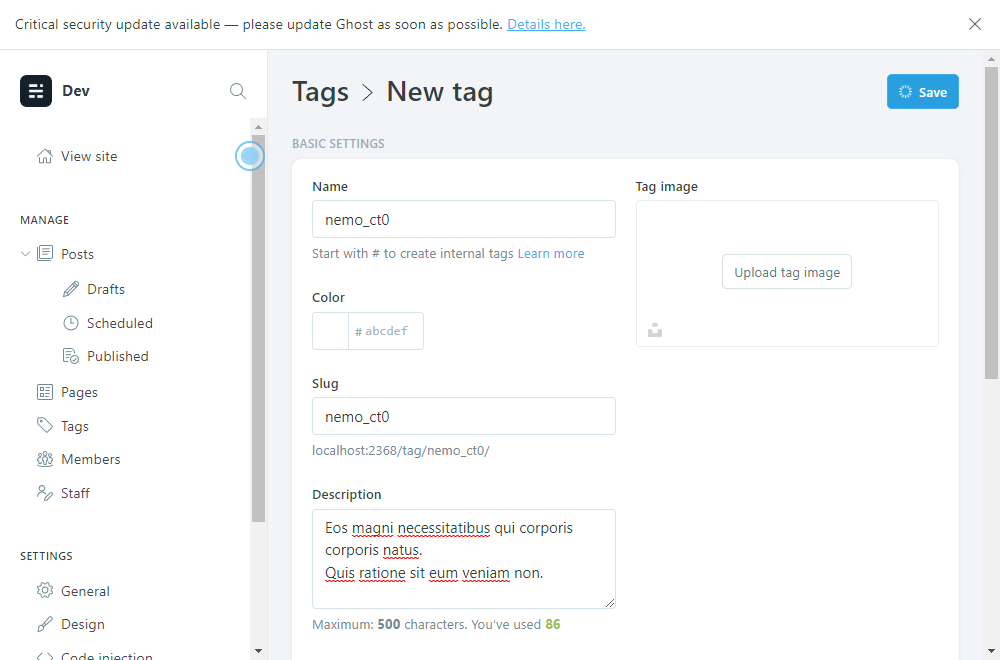 Critical security update available — please update Ghost as soon as possible. Details here.
Dev
View site
MANAGE
Posts
Drafts
Scheduled
Published
Pages
Tags
Members
Staff
SETTINGS
General
Design
Code injection
Tags > New tag
Save
BASIC SETTINGS
Name
nemo_ct0
Start with # to create internal tags Learn more
Color
# abcdef
Slug
nemo_ct0
localhost:2368/tag/nemo_ct0/
Description
Eos magni necessitatibus qui corporis
corporis natus.
Quis ratione sit eum veniam non.
Maximum: 500 characters. You've used 86
Tag image
Upload tag image